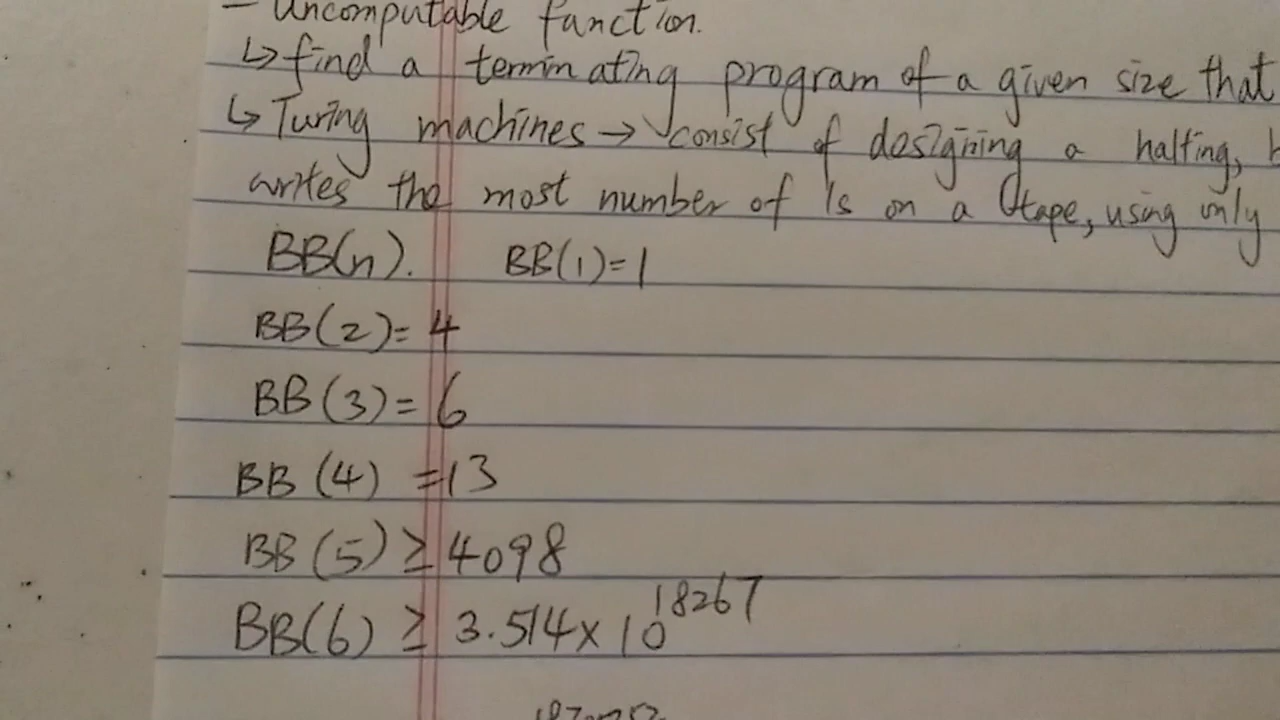 - Uncomputable function.
↳ find a terminating program of a given size that
↳ Turing machines → consist of designing a halting,
writes the most number of 1s on a tape, using only
BB(n). BB(1)=1
BB(2)=4
BB(3)=6
BB(4)=13
BB(5)≥4098
BB(6)≥3.514×10^18267